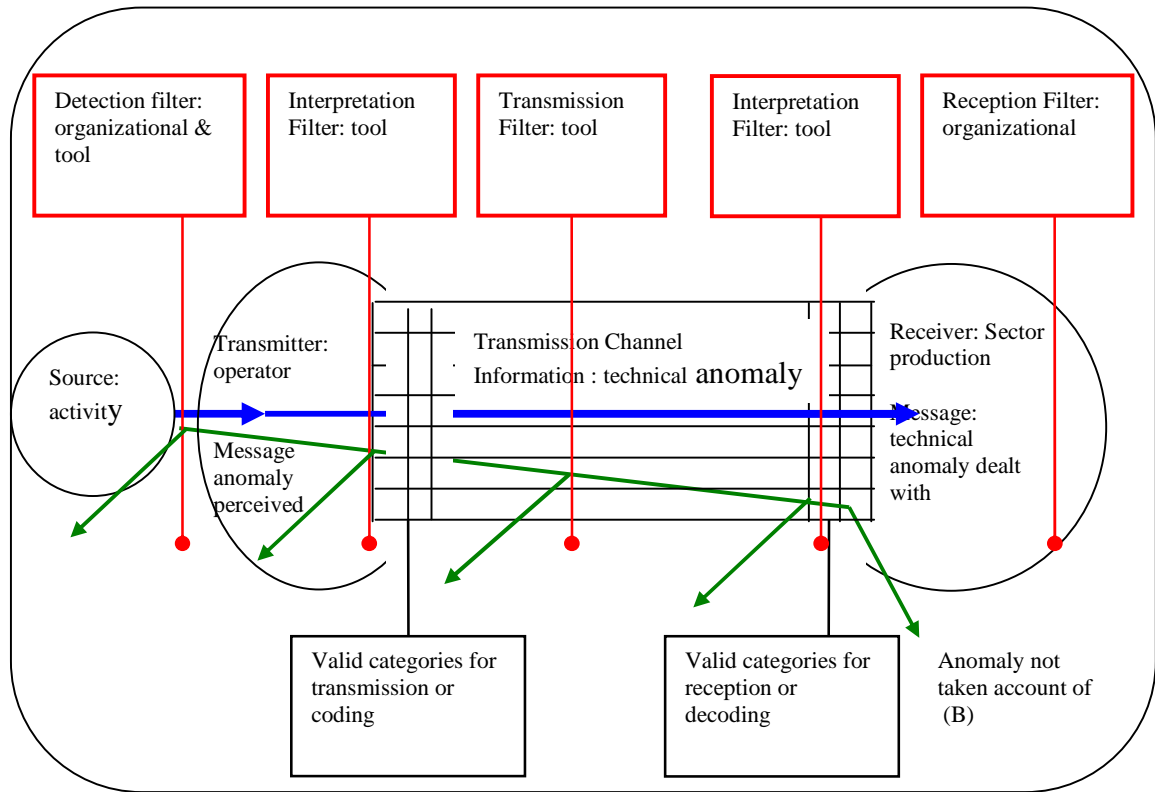 Detection filter:
organizational &
tool
Interpretation
Filter: tool
Transmission
Filter: tool
Interpretation
Filter: tool
Reception Filter:
organizational
Source:
activity
Transmitter:
operator
Message
anomaly
perceived
Transmission Channel
Information : technical anomaly
Receiver: Sector
production
Message:
technical
anomaly dealt
with
Valid categories for
transmission or
coding
Valid categories for
reception or
decoding
Anomaly not
taken account of
(B)